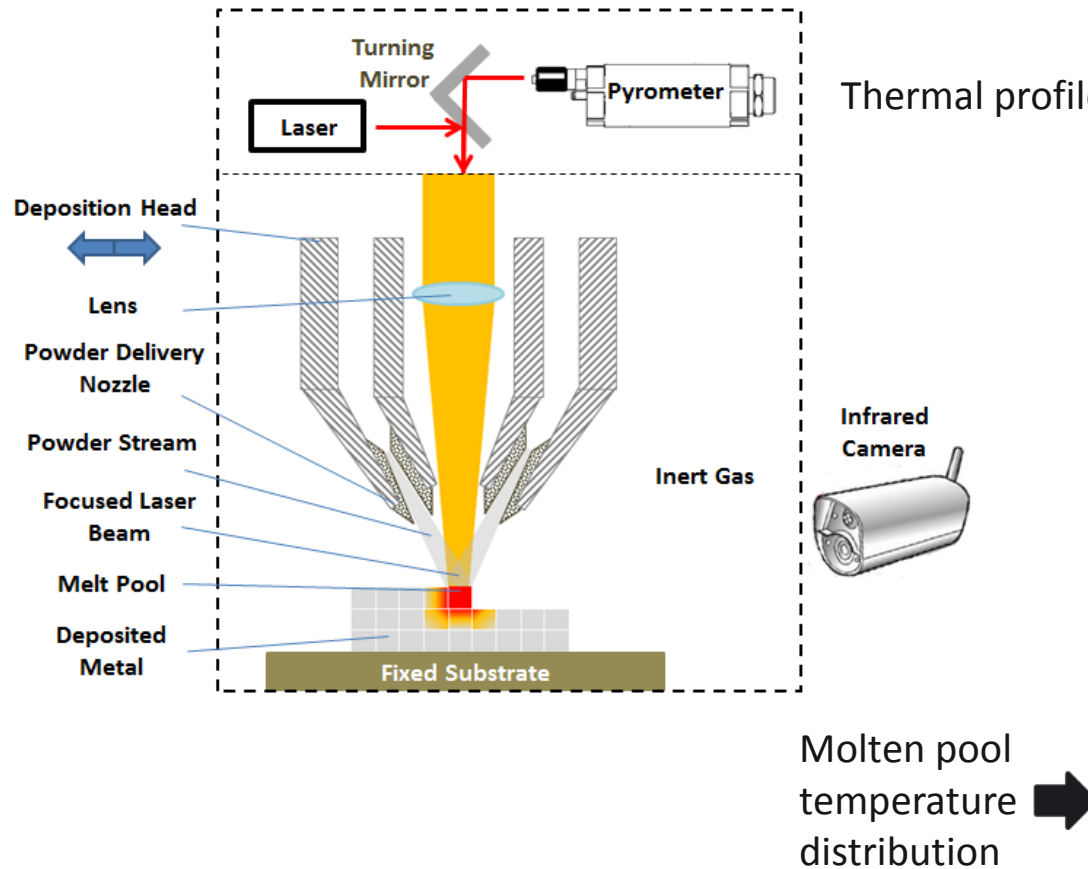 Turning
Mirror
Pyrometer
Thermal profile
Laser
Deposition Head
Lens
Powder Delivery
Nozzle
Powder Stream
Infrared
Camera
Inert Gas
Focused Laser
Beam
Melt Pool
Deposited
Metal
Fixed Substrate
Molten pool
temperature
distribution